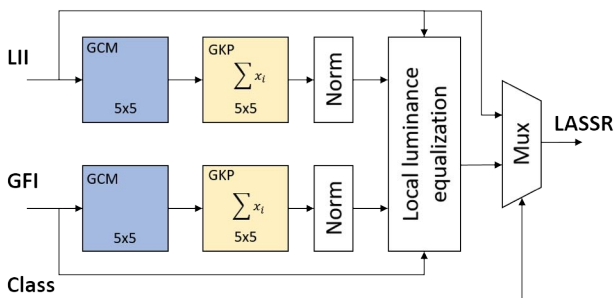 LII
GCM
5x5
GKP
∑ xᵢ
5x5
Norm
Local luminance
equalization
Mux
LASSR
GFI
GCM
5x5
GKP
∑ xᵢ
5x5
Norm
Class